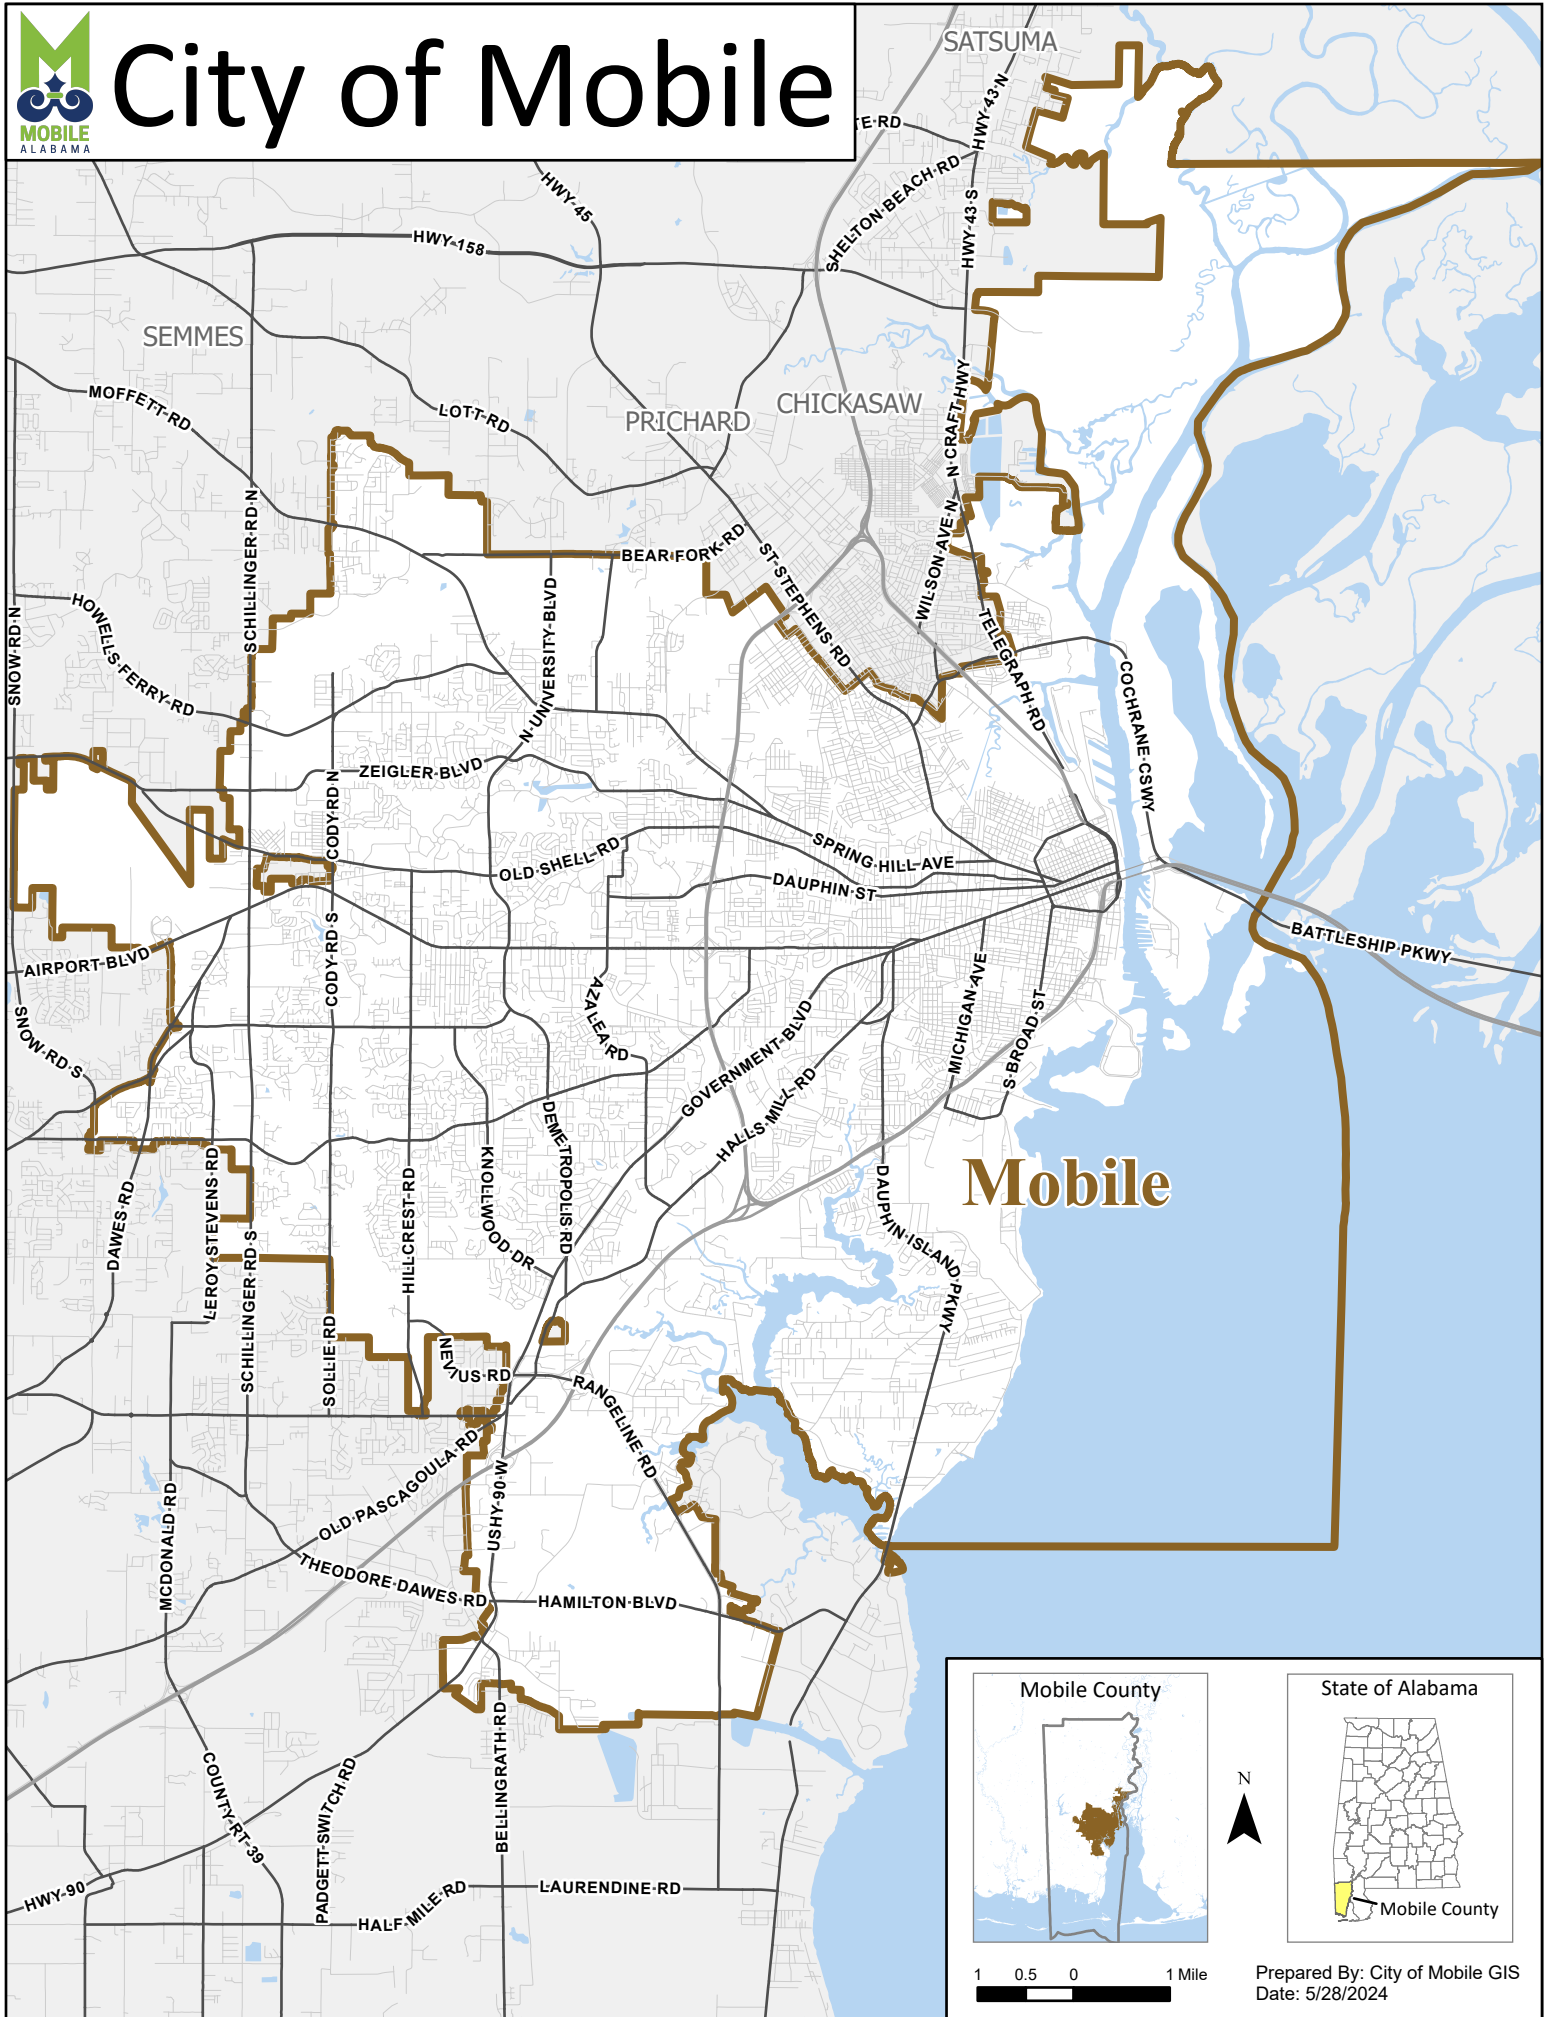 MOBILE
ALABAMA
City of Mobile
SATSUMA
HWY-43-N
SHELTON-BEACH-RD
HWY-45
HWY-43-S
HWY-158
SEMMES
MOFFETT-RD
LOTT-RD
PRICHARD
CHICKASAW
N-CRAFT-HWY
SCHILLINGER-RD-N
BEAR-FORK-RD
ST-STEPHENS-RD
WILSON-AVE-N
N-UNIVERSITY-BLVD
SNOW-RD-N
HOWELLS-FERRY-RD
TELEGRAPH-RD
COCHRANE-CSWY
ZEIGLER-BLVD
CODY-RD-N
OLD-SHELL-RD
SPRING-HILL-AVE
DAUPHIN-ST
CODY-RD-S
BATTLESHIP-PKWY
AIRPORT-BLVD
AZALEA-RD
MICHIGAN-AVE
S-BROAD-ST
SNOW-RD-S
GOVERNMENT-BLVD
HALLS-MILL-RD
DEMETROPOLIS-RD
KNOLLWOOD-DR
HILLCREST-RD
LEROY-STEVENS-RD
DAWES-RD
Mobile
DAUPHIN-ISLAND-PKWY
SCHILLINGER-RD-S
SOLLIE-RD
NEVIUS-RD
RANGELINE-RD
OLD-PASCAGOULA-RD
USHY-90-W
MCDONALD-RD
THEODORE-DAWES-RD
HAMILTON-BLVD
BELLINGRATH-RD
COUNTY-RT-39
PADGETT-SWITCH-RD
HWY-90
HALF-MILE-RD
LAURENDINE-RD
Mobile County
State of Alabama
N
Mobile County
1 0.5 0 1 Mile
Prepared By: City of Mobile GIS
Date: 5/28/2024